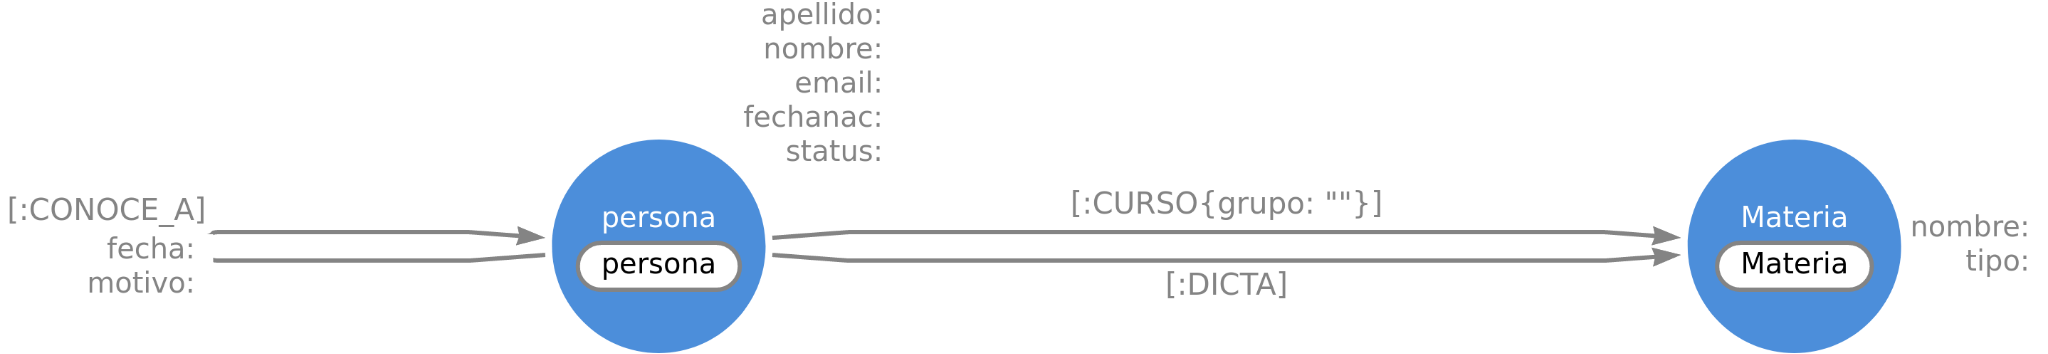 apellido:
nombre:
email:
fechanac:
status:
[:CONOCE_A]
fecha:
motivo:
persona
persona
[:CURSO{grupo: ""}]
[:DICTA]
Materia
Materia
nombre:
tipo: